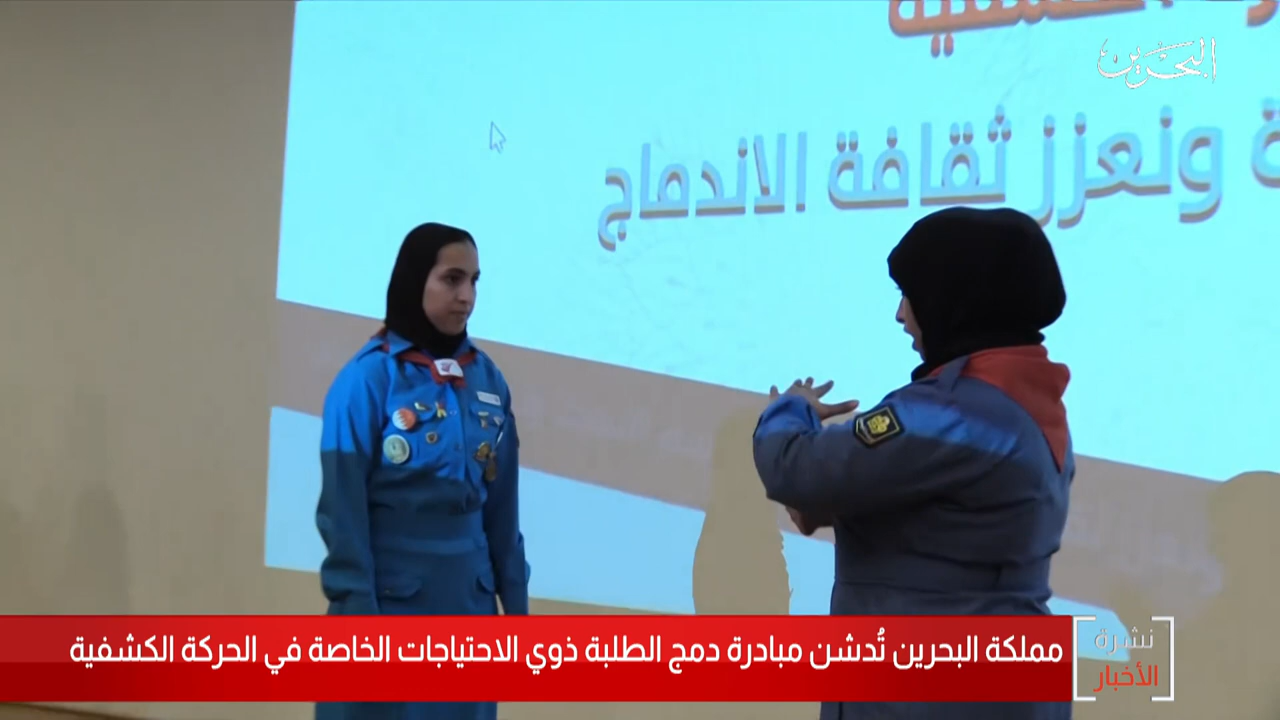 البحرين
ونعزز ثقافة الاندماج
مملكة البحرين تُدشن مبادرة دمج الطلبة ذوي الاحتياجات الخاصة في الحركة الكشفية
نشرة
الأخبار